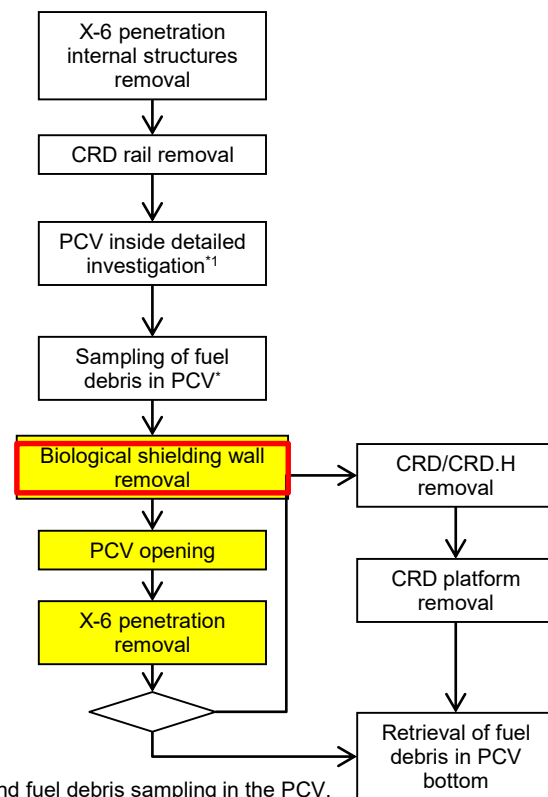 X-6 penetration
internal structures
removal
CRD rail removal
PCV inside detailed
investigation*1
Sampling of fuel
debris in PCV*
Biological shielding wall
removal
PCV opening
X-6 penetration
removal
CRD/CRD.H
removal
CRD platform
removal
Retrieval of fuel
debris in PCV
bottom
nd fuel debris sampling in the PCV.